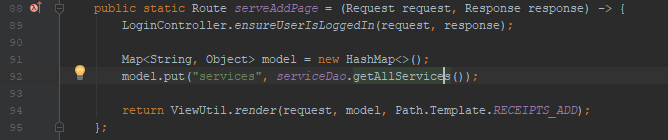 88 public static Route serveAddPage = (Request request, Response response) -> {
89 LoginController.ensureUserIsLoggedIn(request, response);
90
91 Map<String, Object> model = new HashMap<>();
92 model.put("services", serviceDao.getAllServices());
93
94 return ViewUtil.render(request, model, Path.Template.RECEIPTS_ADD);
95 };